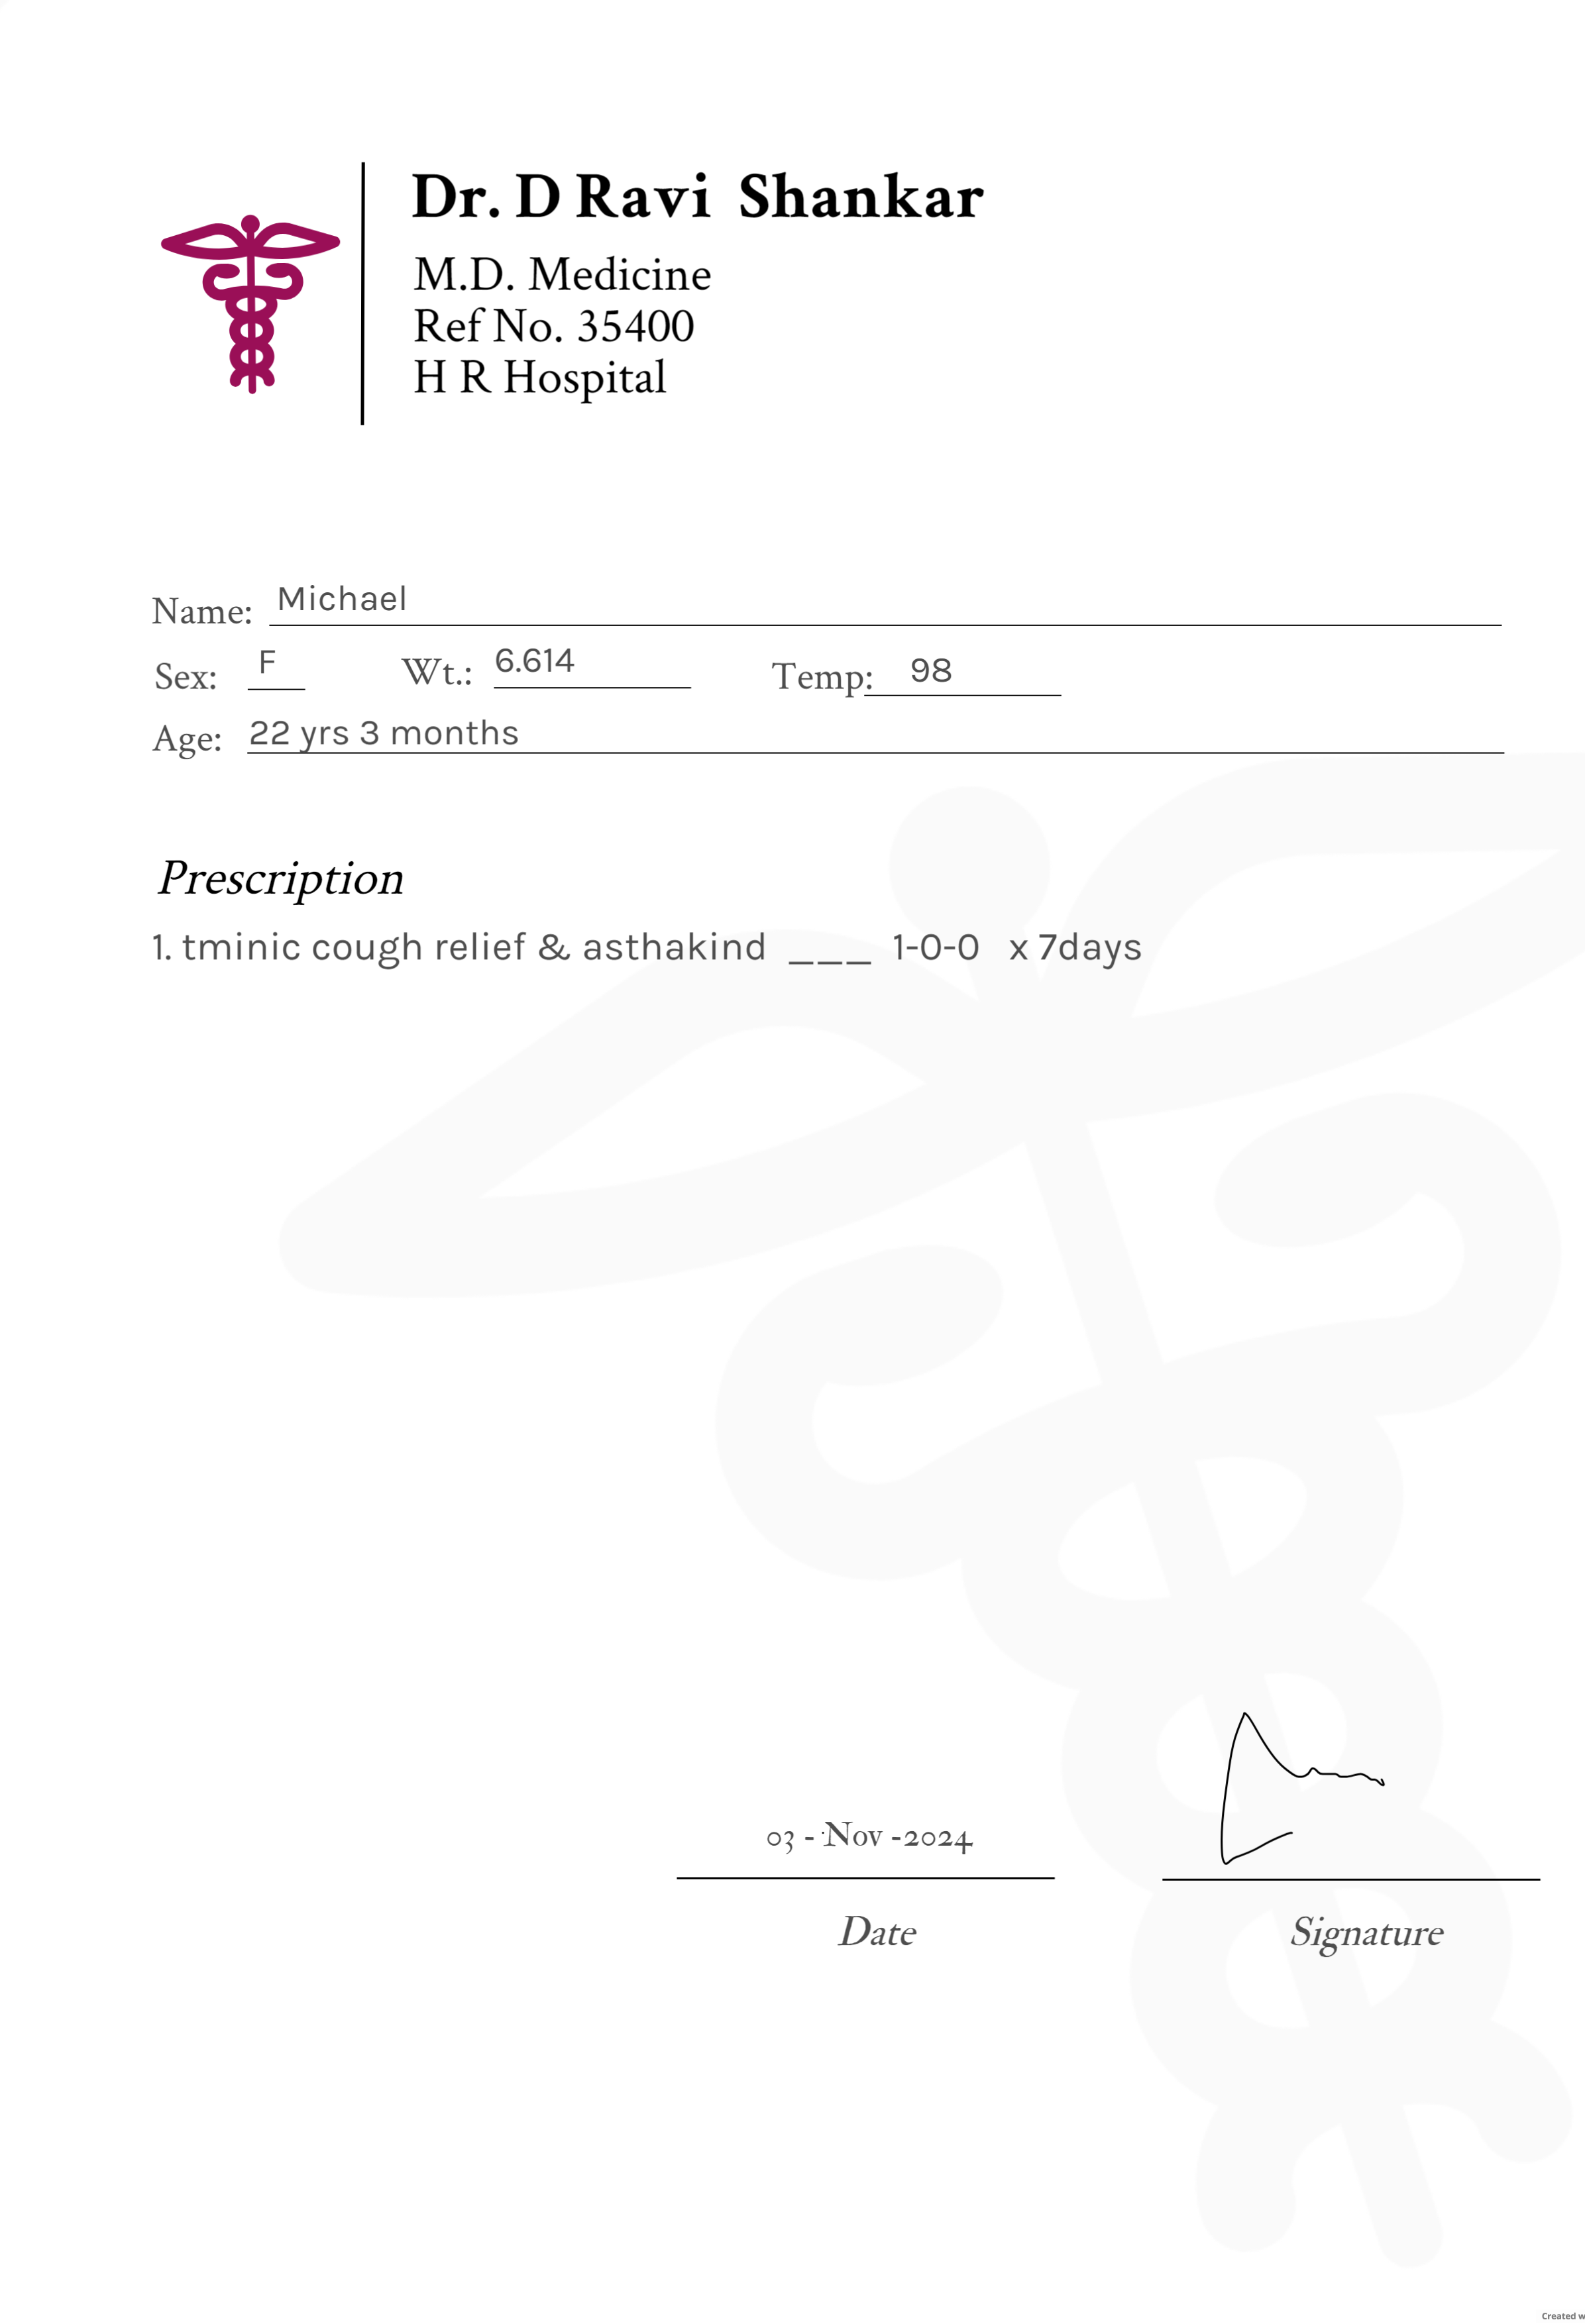 Dr. D Ravi Shankar
M.D. Medicine
Ref No. 35400
H R Hospital
Name: Michael
Sex: F Wt.: 6.614 Temp: 98
Age: 22 yrs 3 months
Prescription
1. tminic cough relief & asthakind ___ 1-0-0 x 7days
03 - Nov -2024
Date Signature
Created w